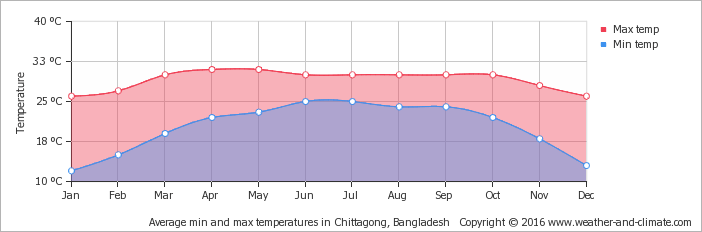 40 ºC
33 ºC
25 ºC
18 ºC
10 ºC
Temperature
Max temp
Min temp
Jan Feb Mar Apr May Jun Jul Aug Sep Oct Nov Dec
Average min and max temperatures in Chittagong, Bangladesh Copyright © 2016 www.weather-and-climate.com